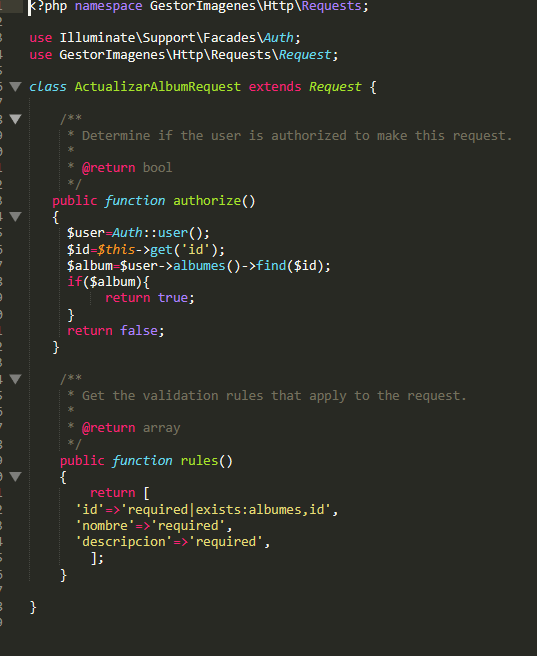 <?php namespace GestorImagenes\Http\Requests;
use Illuminate\Support\Facades\Auth;
use GestorImagenes\Http\Requests\Request;
class ActualizarAlbumRequest extends Request {
/**
* Determine if the user is authorized to make this request.
*
* @return bool
*/
public function authorize()
{
$user=Auth::user();
$id=$this->get('id');
$album=$user->albumes()->find($id);
if($album){
return true;
}
return false;
}
/**
* Get the validation rules that apply to the request.
*
* @return array
*/
public function rules()
{
return [
'id'=>'required|exists:albumes,id',
'nombre'=>'required',
'descripcion'=>'required',
];
}
}